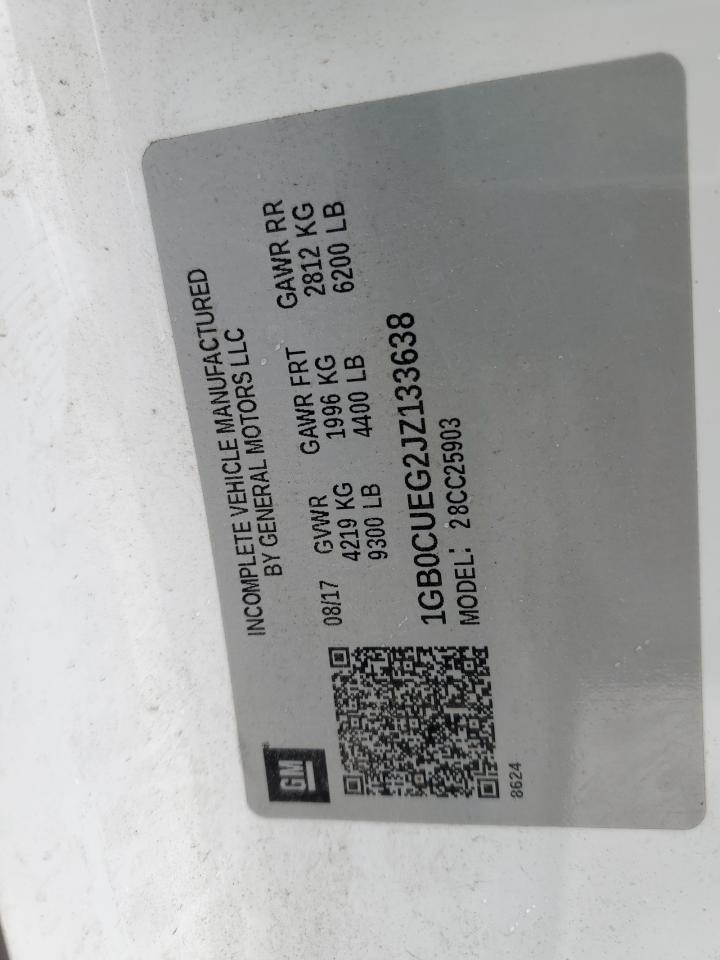 GM
INCOMPLETE VEHICLE MANUFACTURED
BY GENERAL MOTORS LLC
08/17 GVWR GAWR FRT GAWR RR
4219 KG 1996 KG 2812 KG
9300 LB 4400 LB 6200 LB
1GB0CUEG2JZ133638
MODEL: 28CC25903
8624